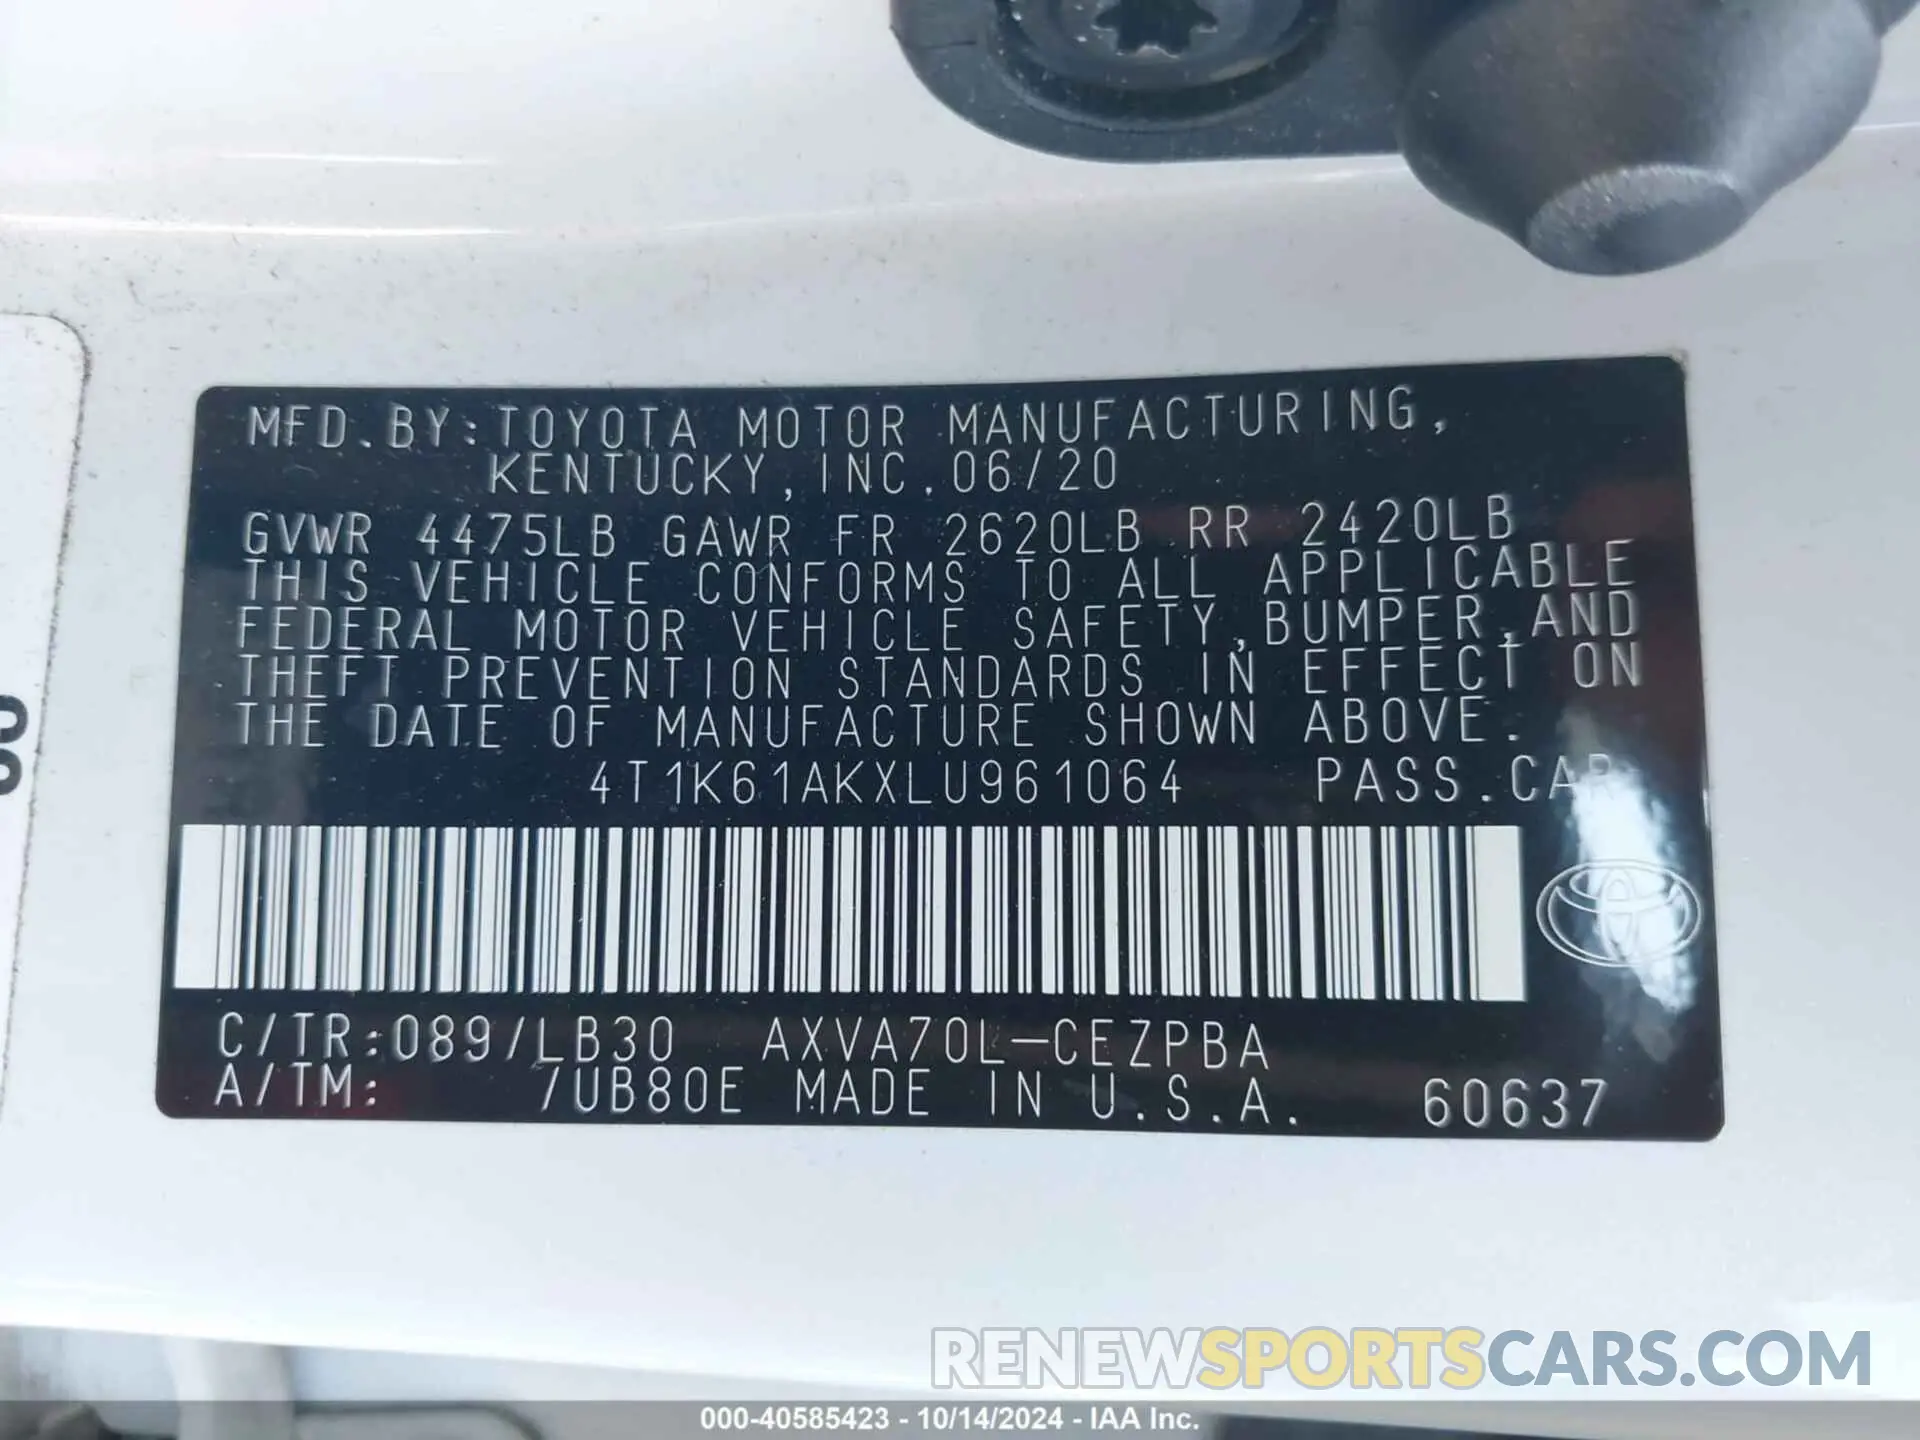 MFD.BY:TOYOTA MOTOR MANUFACTURING,
KENTUCKY,INC.06/20
GVWR 4475LB GAWR FR 2620LB RR 2420LB
THIS VEHICLE CONFORMS TO ALL APPLICABLE
FEDERAL MOTOR VEHICLE SAFETY,BUMPER,AND
THEFT PREVENTION STANDARDS IN EFFECT ON
THE DATE OF MANUFACTURE SHOWN ABOVE.
4T1K61AKXLU961064 PASS.CAR
C/TR:089/LB30 AXVA70L-CEZPBA
A/TM: /UB80E MADE IN U.S.A. 60637
RENEWSPORTSCARS.COM
000-40585423 - 10/14/2024 - IAA Inc.